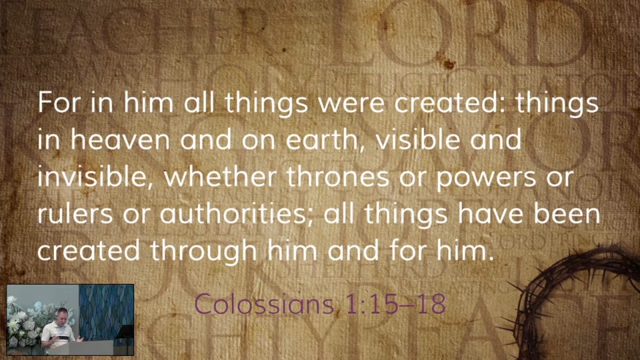 TEACHER
LORD
For in him all things were created: things
in heaven and on earth, visible and
invisible, whether thrones or powers or
rulers or authorities; all things have been
created through him and for him.
Colossians 1:15–18